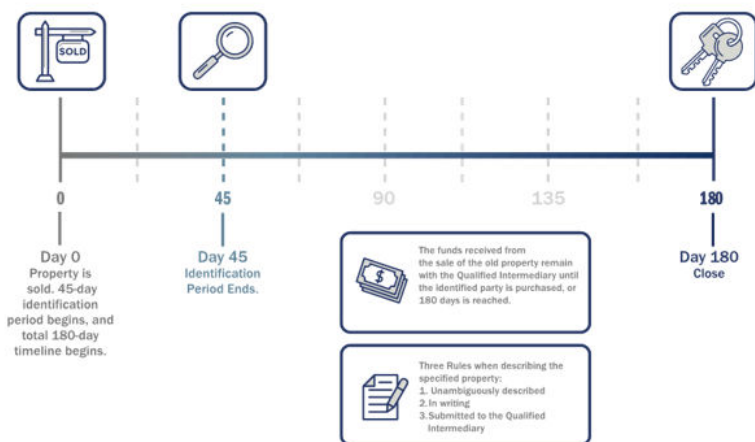 SOLD
0
45
90
135
180
Day 0
Property is
sold. 45-day
identification
period begins, and
total 180-day
timeline begins.
Day 45
Identification
Period Ends.
The funds received from
the sale of the old property remain
with the Qualified Intermediary until
the identified party is purchased, or
180 days is reached.
Three Rules when describing the
specified property:
1. Unambiguously described
2. In writing
3. Submitted to the Qualified
Intermediary
Day 180
Close